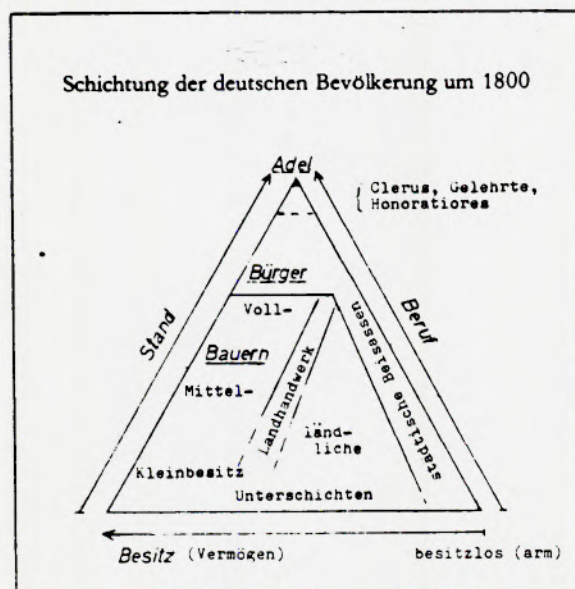 Schichtung der deutschen Bevölkerung um 1800
Adel
Clerus, Gelehrte,
Honoratiores
Stand
Beruf
Bürger
Voll-
Bauern
Mittel-
Landhandwerk
städtische Beisassen
länd-
liche
Kleinbesitz
Unterschichten
Besitz (Vermögen)
besitzlos (arm)